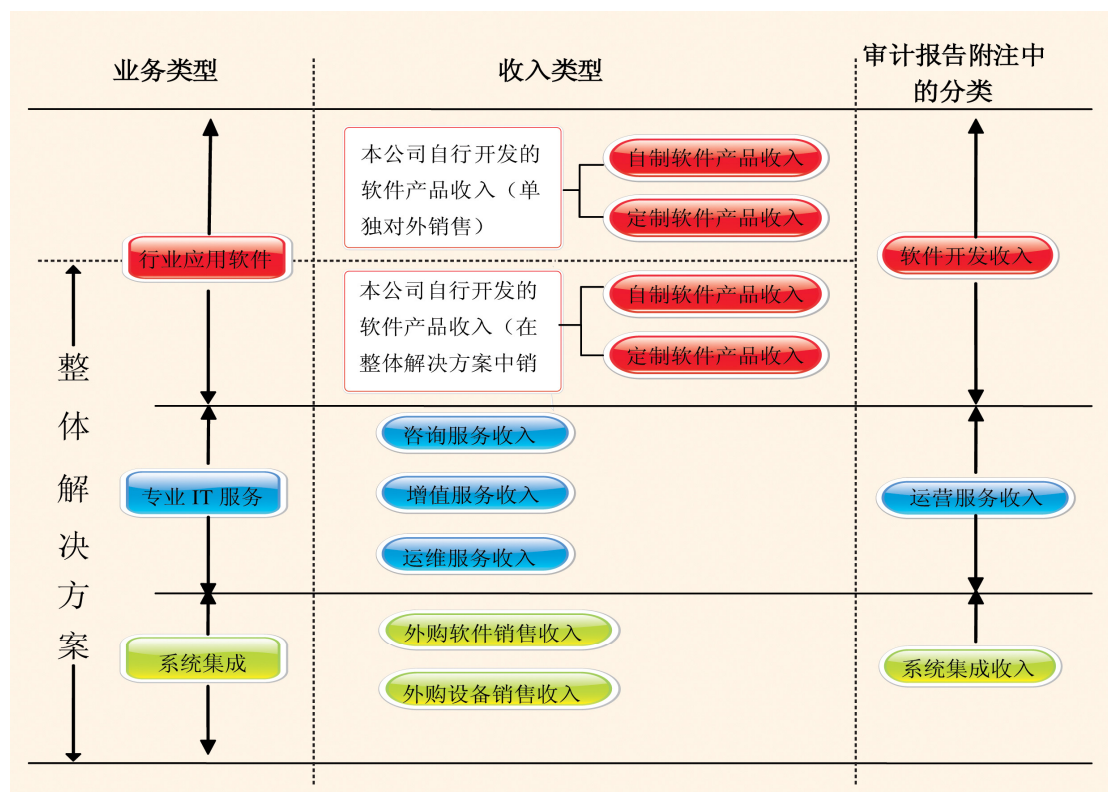 业务类型
收入类型
审计报告附注中
的分类
本公司自行开发的
软件产品收入（单
独对外销售）
自制软件产品收入
定制软件产品收入
行业应用软件
软件开发收入
本公司自行开发的
软件产品收入（在
整体解决方案中销
自制软件产品收入
定制软件产品收入
整体解决方案
咨询服务收入
专业 IT 服务
增值服务收入
运营服务收入
运维服务收入
外购软件销售收入
系统集成
系统集成收入
外购设备销售收入